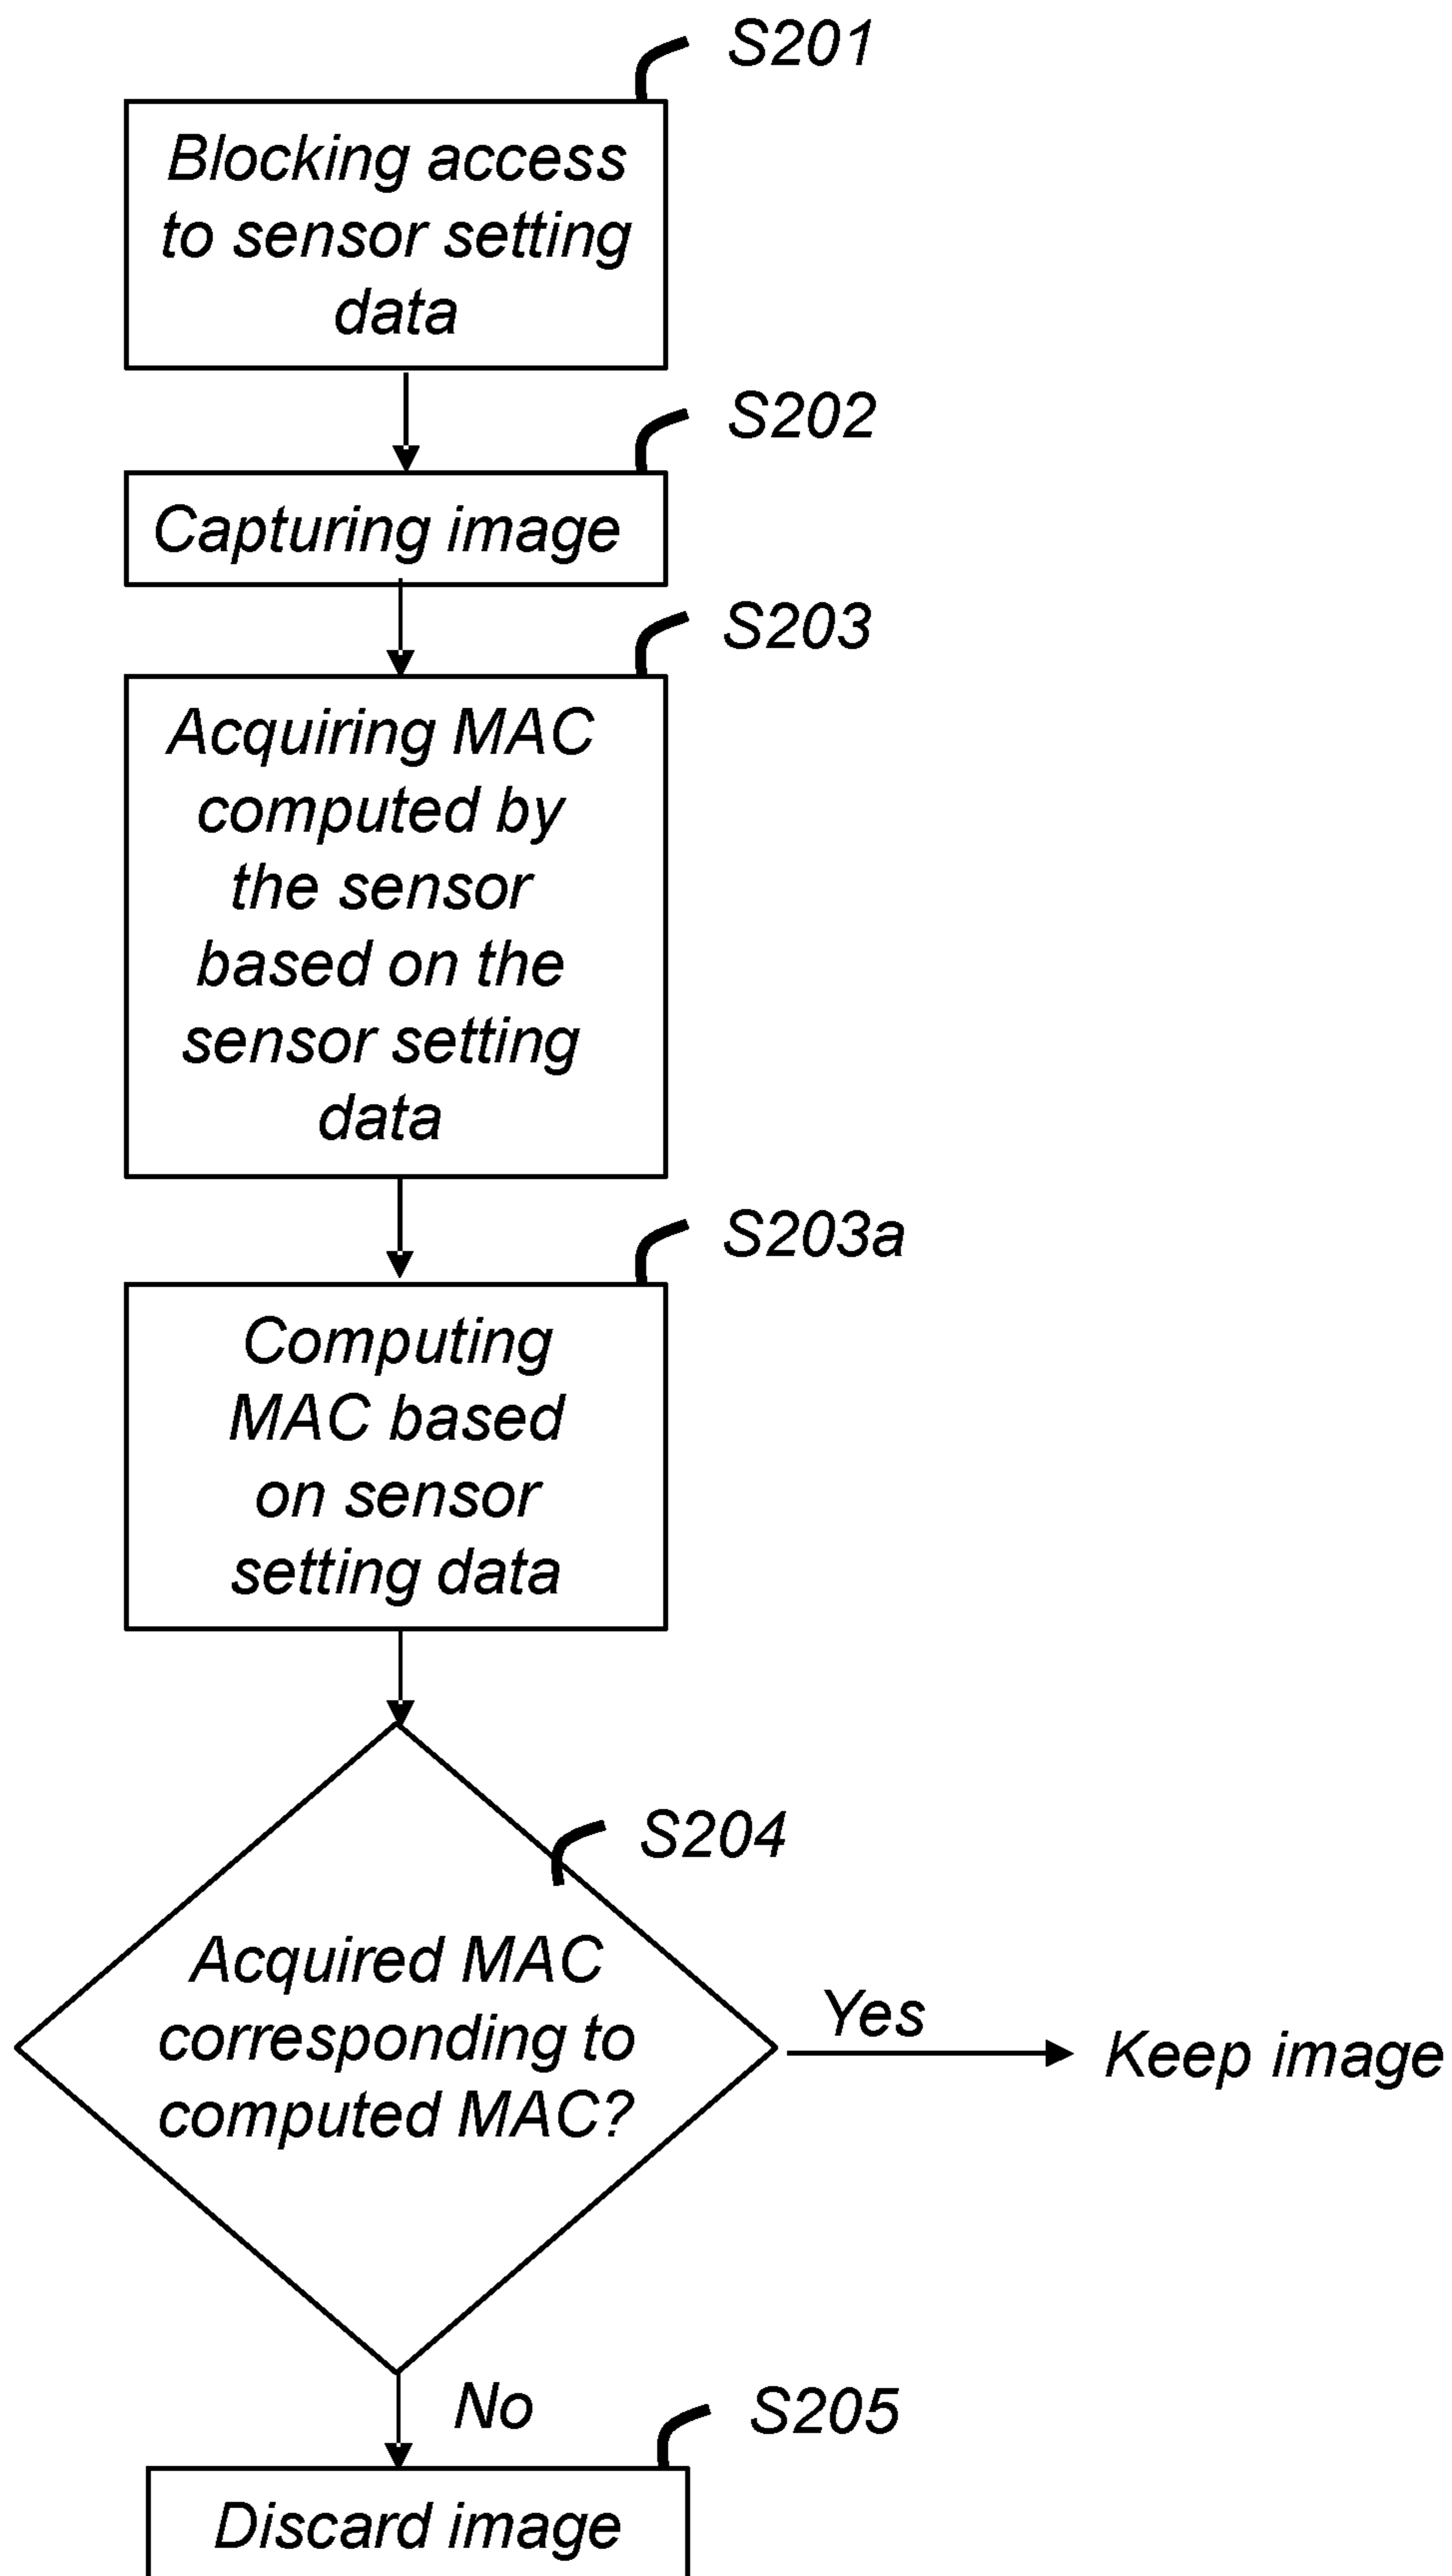 S201
Blocking access
to sensor setting
data
S202
Capturing image
S203
Acquiring MAC
computed by
the sensor
based on the
sensor setting
data
S203a
Computing
MAC based
on sensor
setting data
S204
Acquired MAC
corresponding to
computed MAC?
Yes
Keep image
No
S205
Discard image